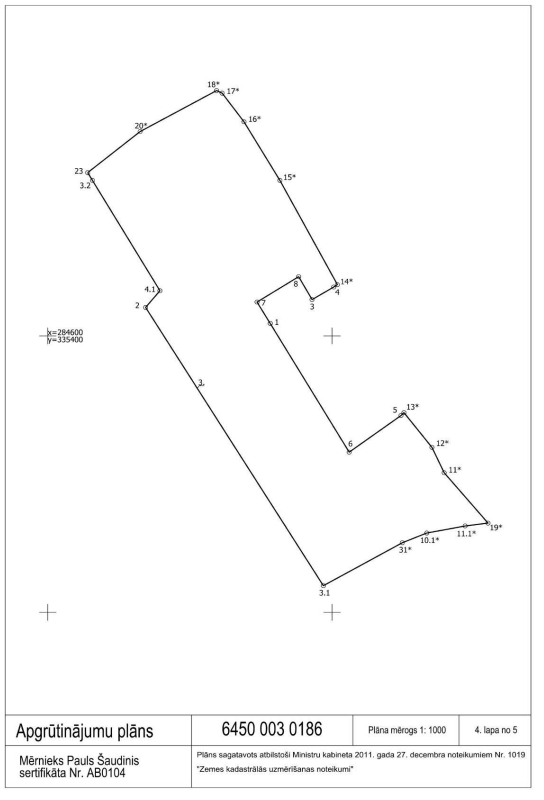 18*
17*
16*
20*
23
3.2
15*
4.1
14*
4
8
3
2
7
1
x=284600
y=335400
3.
5
13*
6
12*
11*
19*
11.1*
10.1*
31*
3.1
Apgrūtinājumu plāns
6450 003 0186
Plāna mērogs 1: 1000
4. lapa no 5
Mērnieks Pauls Šaudinis
sertifikāta Nr. AB0104
Plāns sagatavots atbilstoši Ministru kabineta 2011. gada 27. decembra noteikumiem Nr. 1019
"Zemes kadastrālās uzmērīšanas noteikumi"